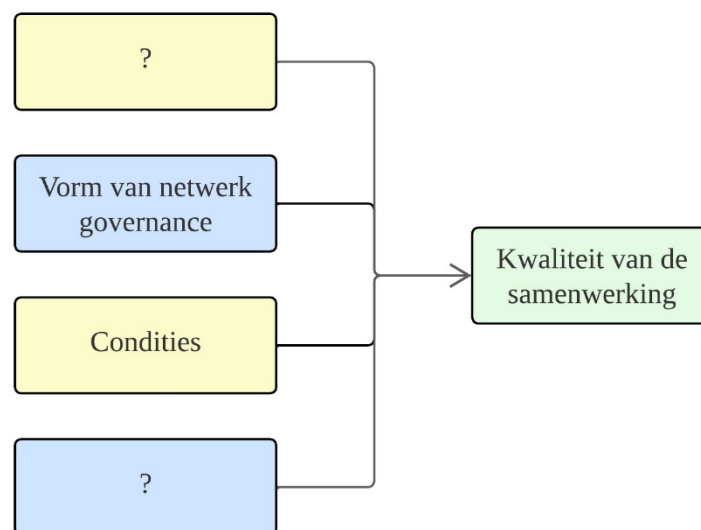 ?
Vorm van netwerk
governance
Condities
?
Kwaliteit van de
samenwerking